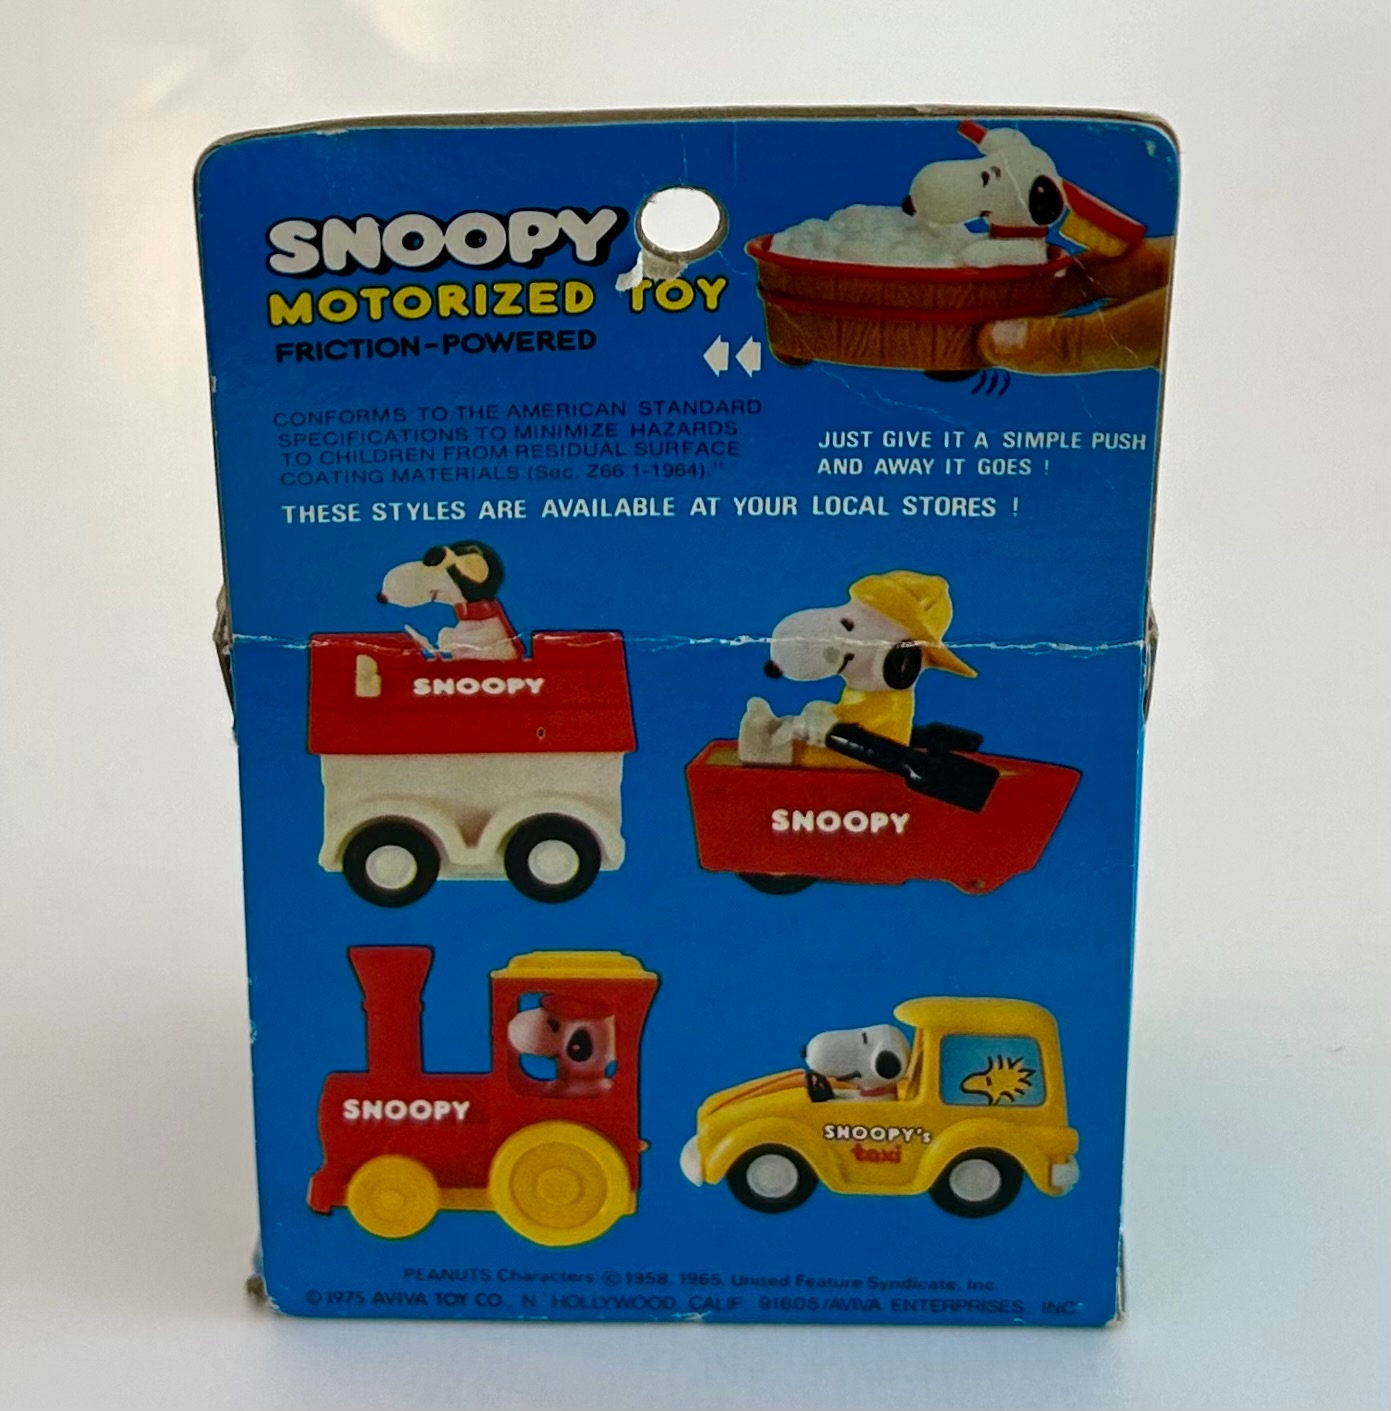 SNOOPY
MOTORIZED TOY
FRICTION-POWERED
CONFORMS TO THE AMERICAN STANDARD
SPECIFICATIONS TO MINIMIZE HAZARDS
TO CHILDREN FROM RESIDUAL SURFACE
COATING MATERIALS (Sec. Z66.1-1964)."
JUST GIVE IT A SIMPLE PUSH
AND AWAY IT GOES !
THESE STYLES ARE AVAILABLE AT YOUR LOCAL STORES !
SNOOPY
SNOOPY
SNOOPY
SNOOPY's
taxi
PEANUTS Characters © 1958, 1965, United Feature Syndicate, Inc.
© 1975 AVIVA TOY CO., N. HOLLYWOOD, CALIF. 91605/AVIVA ENTERPRISES, INC.